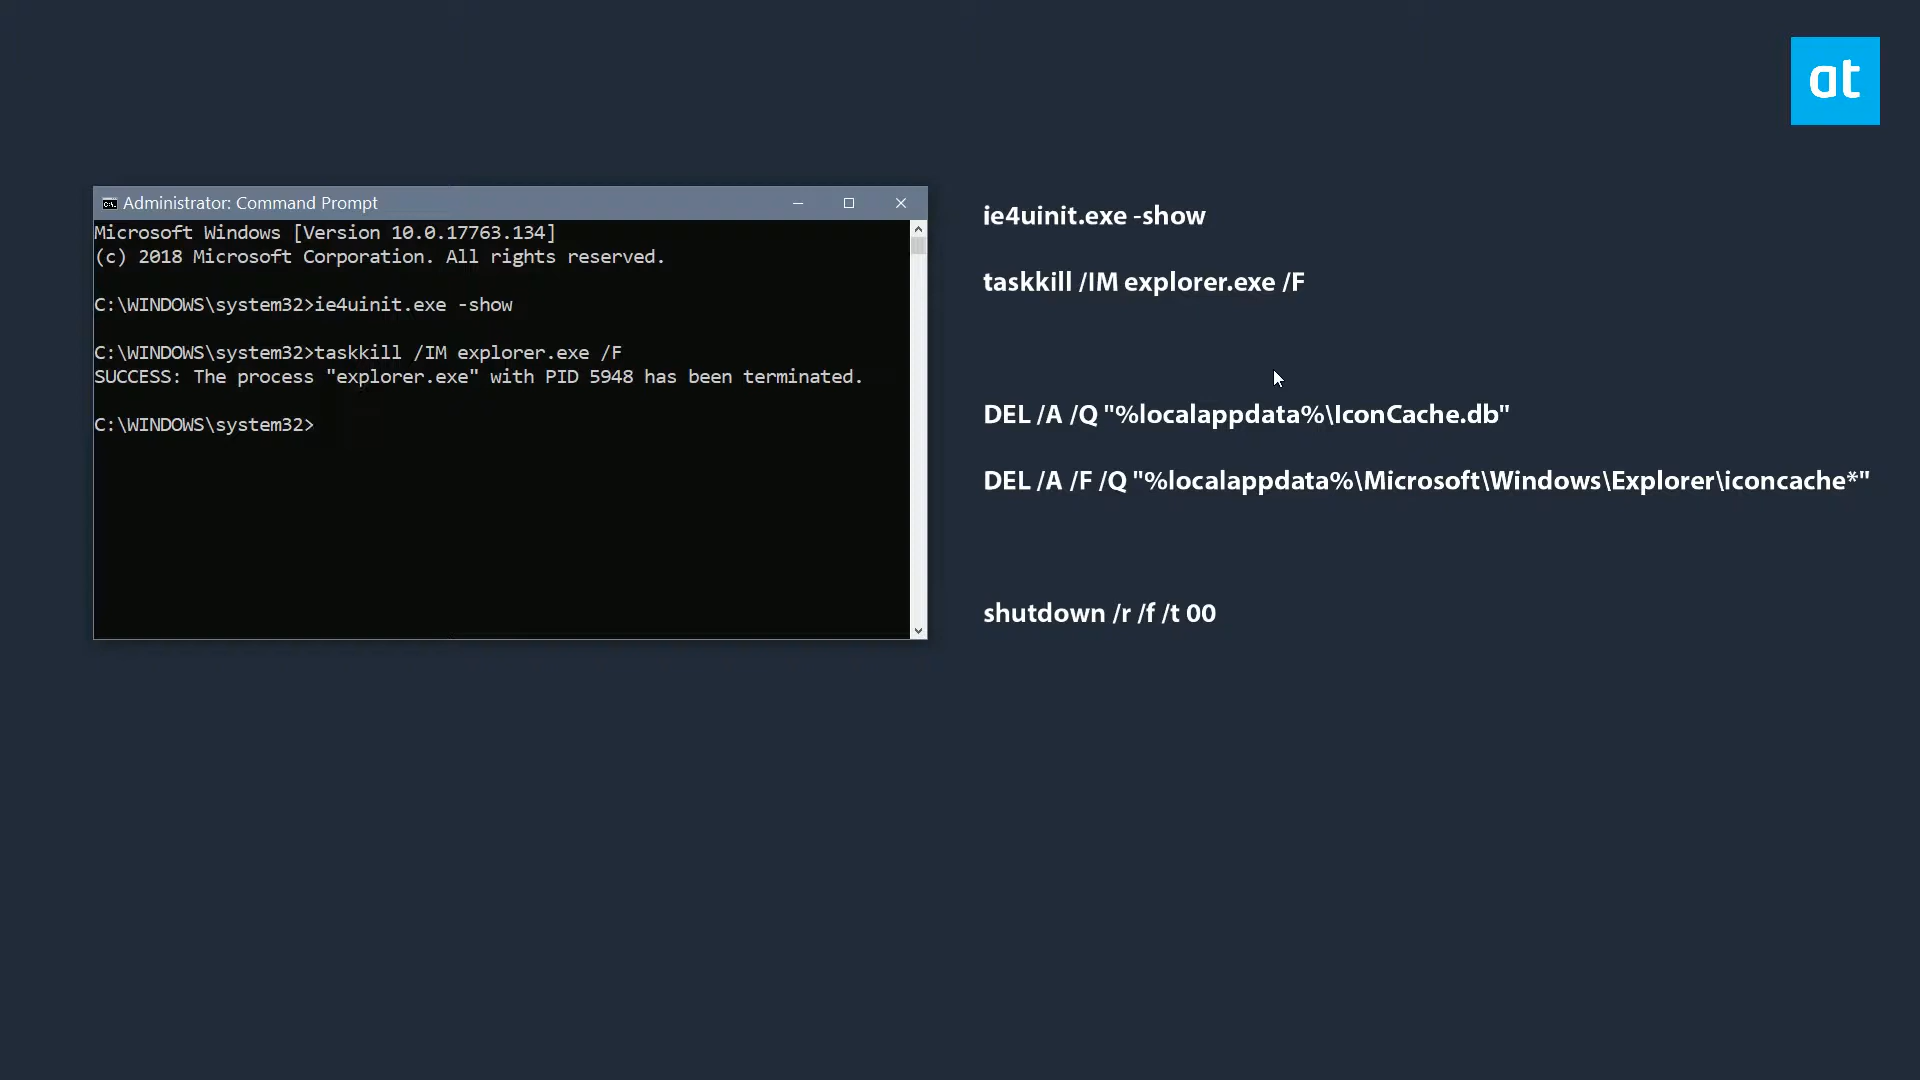 at
Administrator: Command Prompt
Microsoft Windows [Version 10.0.17763.134]
(c) 2018 Microsoft Corporation. All rights reserved.
C:\WINDOWS\system32>ie4uinit.exe -show
C:\WINDOWS\system32>taskkill /IM explorer.exe /F
SUCCESS: The process "explorer.exe" with PID 5948 has been terminated.
C:\WINDOWS\system32>
ie4uinit.exe -show
taskkill /IM explorer.exe /F
DEL /A /Q "%localappdata%\IconCache.db"
DEL /A /F /Q "%localappdata%\Microsoft\Windows\Explorer\iconcache*"
shutdown /r /f /t 00